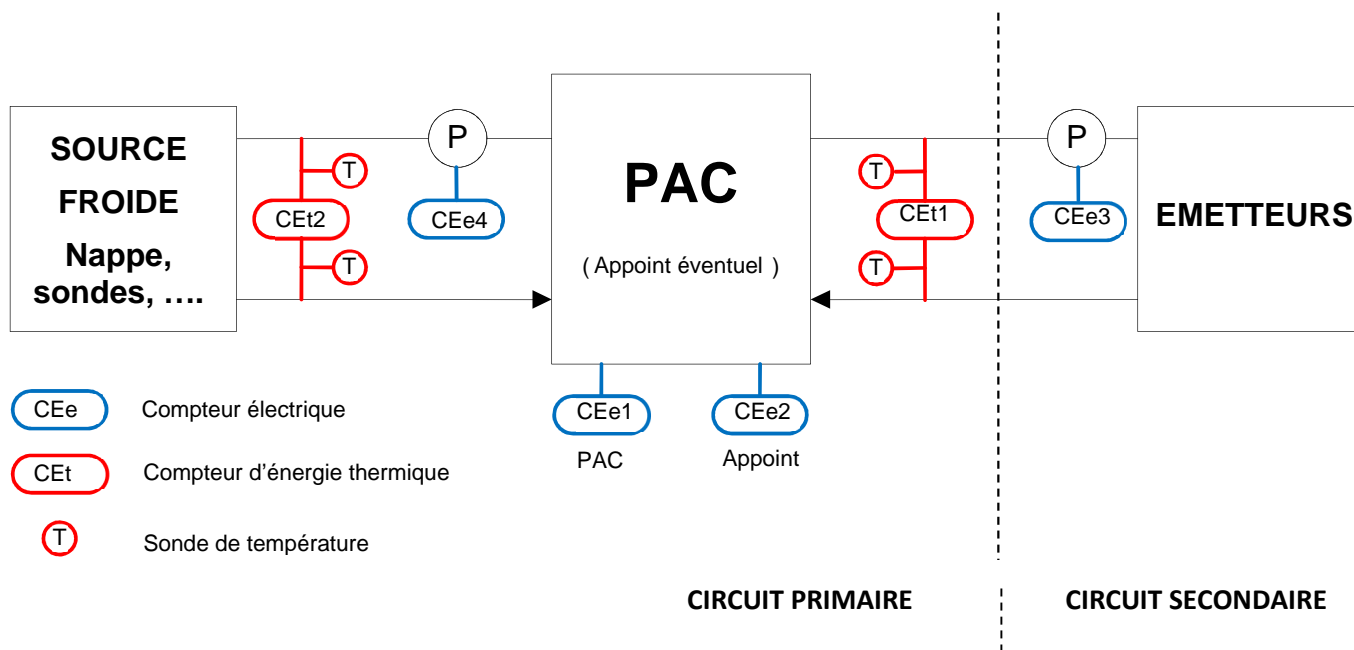 SOURCE
FROIDE
Nappe,
sondes, ….
T
CEt2
T
P
CEe4
PAC
( Appoint éventuel )
T
CEt1
T
P
CEe3
EMETTEURS
CEe1
PAC
CEe2
Appoint
CEe
Compteur électrique
CEt
Compteur d'énergie thermique
T
Sonde de température
CIRCUIT PRIMAIRE
CIRCUIT SECONDAIRE